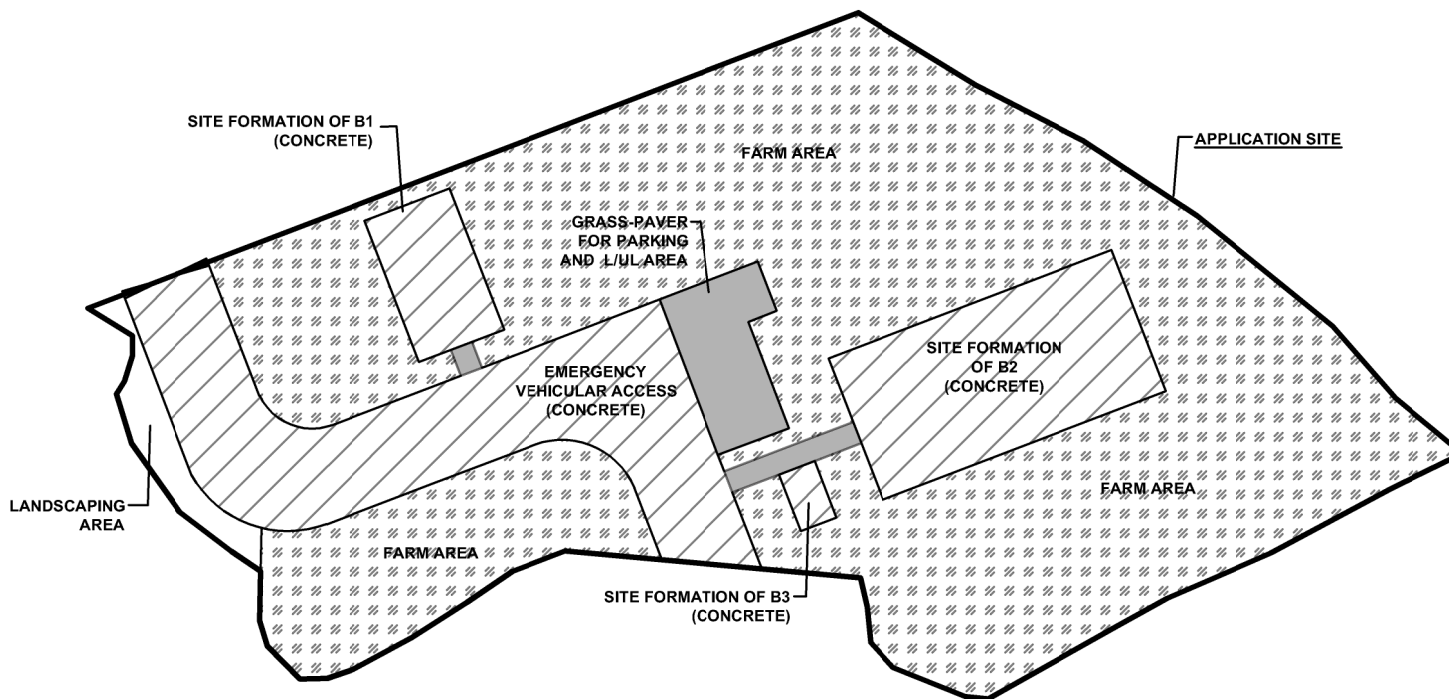 SITE FORMATION OF B1
(CONCRETE)
FARM AREA
APPLICATION SITE
GRASS-PAVER
FOR PARKING
AND L/UL AREA
SITE FORMATION
OF B2
(CONCRETE)
EMERGENCY
VEHICULAR ACCESS
(CONCRETE)
LANDSCAPING
AREA
FARM AREA
FARM AREA
SITE FORMATION OF B3
(CONCRETE)